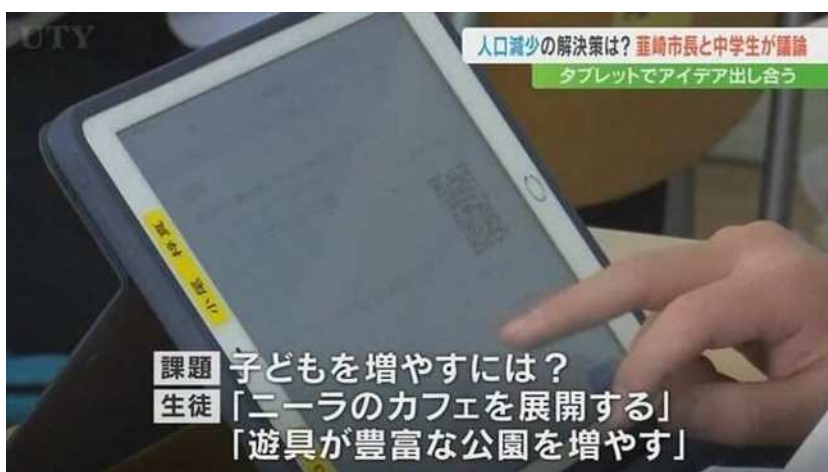 UTY
人口減少の解決策は?韮崎市長と中学生が議論
タブレットでアイデア出し合う
課題 子どもを増やすには?
生徒 「ニーラのカフェを展開する」
「遊具が豊富な公園を増やす」